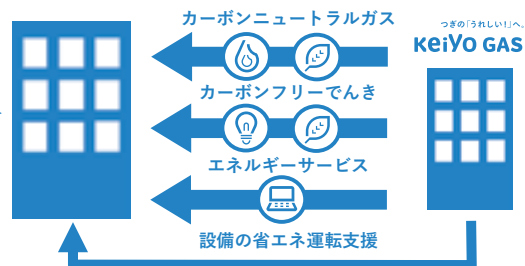 カーボンニュートラルガス
つぎの「うれしい!」へ。
KeiYO GAS
カーボンフリーでんき
エネルギーサービス
設備の省エネ運転支援